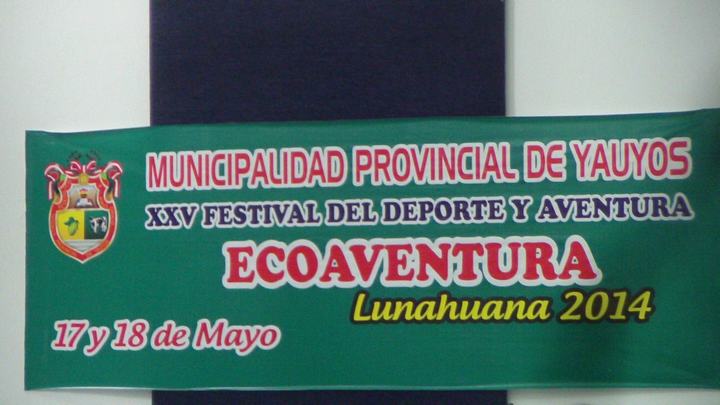 MUNICIPALIDAD PROVINCIAL DE YAUYOS
XXV FESTIVAL DEL DEPORTE Y AVENTURA
ECOAVENTURA
Lunahuana 2014
17 y 18 de Mayo